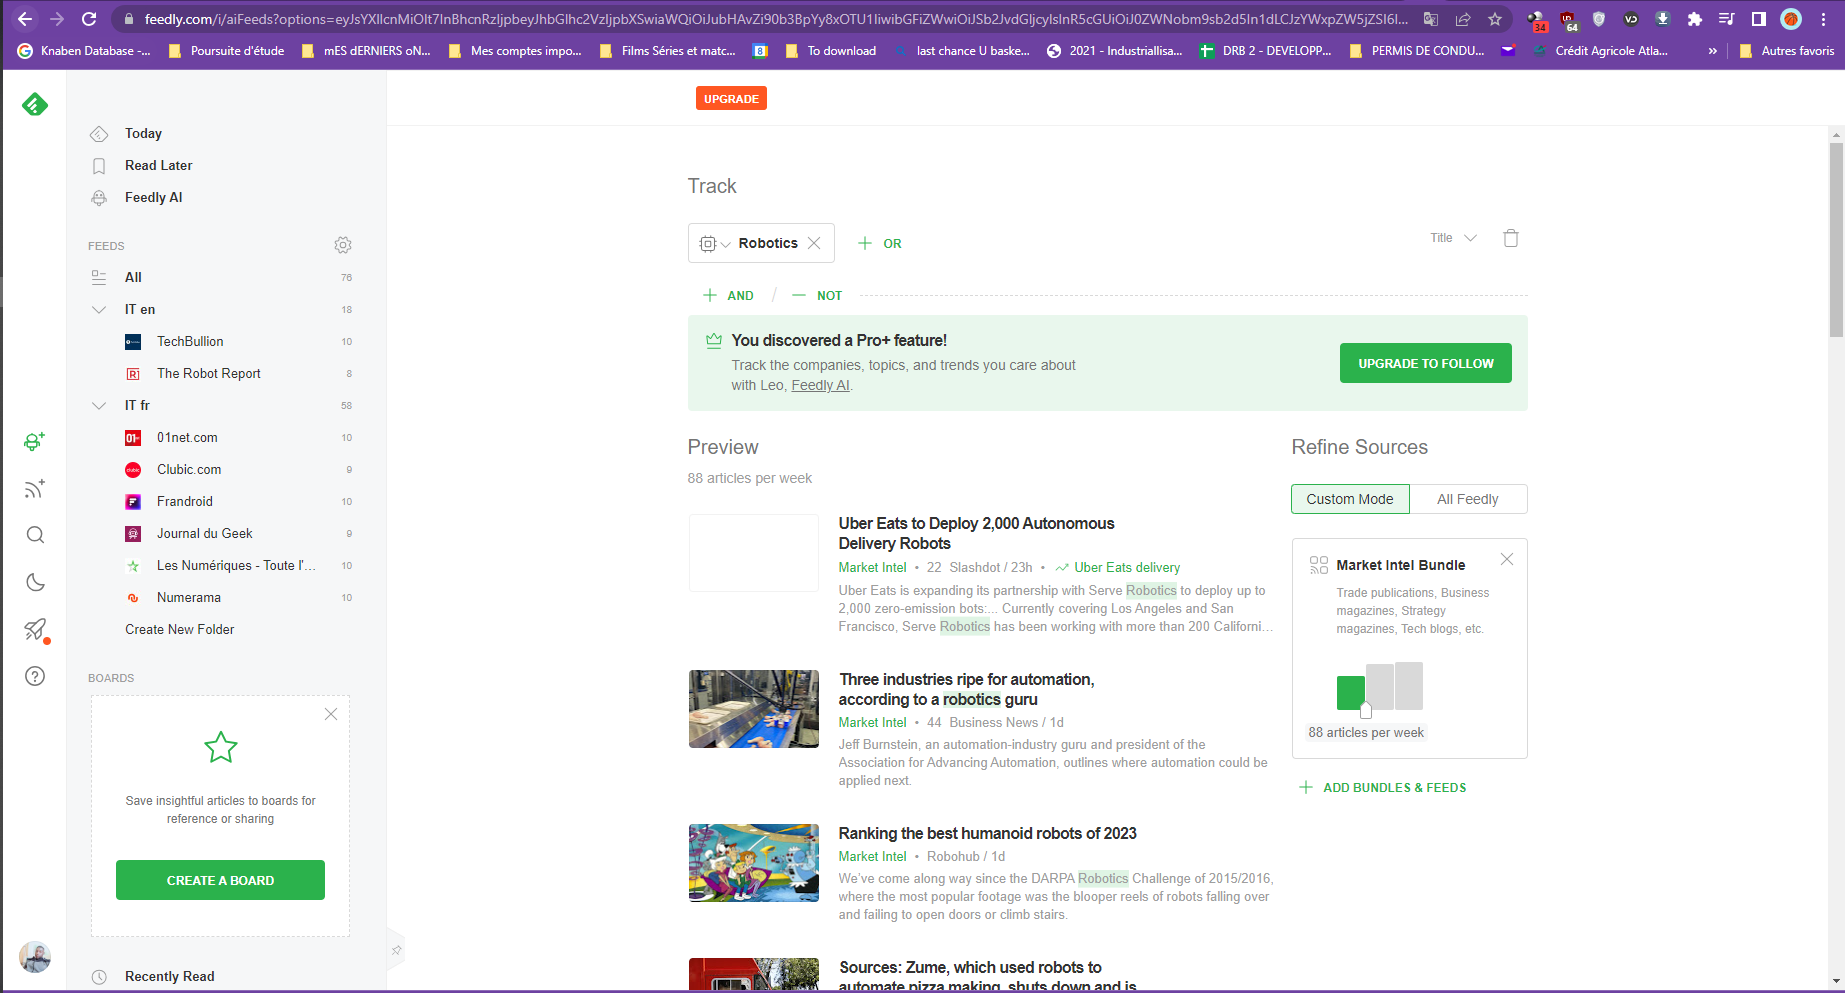 feedly.com/i/aiFeeds?options=
34
64
Knaben Database -...
Poursuite d'étude
mES dERNIERS oN...
Mes comptes impo...
Films Séries et matc...
8
To download
last chance U baske...
2021 - Industriallisa...
DRB 2 - DEVELOPP...
PERMIS DE CONDU...
Crédit Agricole Atla...
»
Autres favoris
UPGRADE
Today
Read Later
Feedly AI
FEEDS
All 76
IT en 18
TechBullion 10
The Robot Report 8
IT fr 58
01net.com 10
Clubic.com 9
Frandroid 10
Journal du Geek 9
Les Numériques - Toute l'... 10
Numerama 10
Create New Folder
BOARDS
Save insightful articles to boards for
reference or sharing
CREATE A BOARD
Recently Read
Track
Robotics
OR
Title
AND / NOT
You discovered a Pro+ feature!
Track the companies, topics, and trends you care about
with Leo, Feedly AI.
UPGRADE TO FOLLOW
Preview
88 articles per week
Uber Eats to Deploy 2,000 Autonomous
Delivery Robots
Market Intel • 22 Slashdot / 23h • Uber Eats delivery
Uber Eats is expanding its partnership with Serve Robotics to deploy up to
2,000 zero-emission bots:... Currently covering Los Angeles and San
Francisco, Serve Robotics has been working with more than 200 Californi...
Three industries ripe for automation,
according to a robotics guru
Market Intel • 44 Business News / 1d
Jeff Burnstein, an automation-industry guru and president of the
Association for Advancing Automation, outlines where automation could be
applied next.
Ranking the best humanoid robots of 2023
Market Intel • Robohub / 1d
We've come along way since the DARPA Robotics Challenge of 2015/2016,
where the most popular footage was the blooper reels of robots falling over
and failing to open doors or climb stairs.
Sources: Zume, which used robots to
automate pizza making, shuts down and is
Refine Sources
Custom Mode
All Feedly
Market Intel Bundle
Trade publications, Business
magazines, Strategy
magazines, Tech blogs, etc.
88 articles per week
ADD BUNDLES & FEEDS